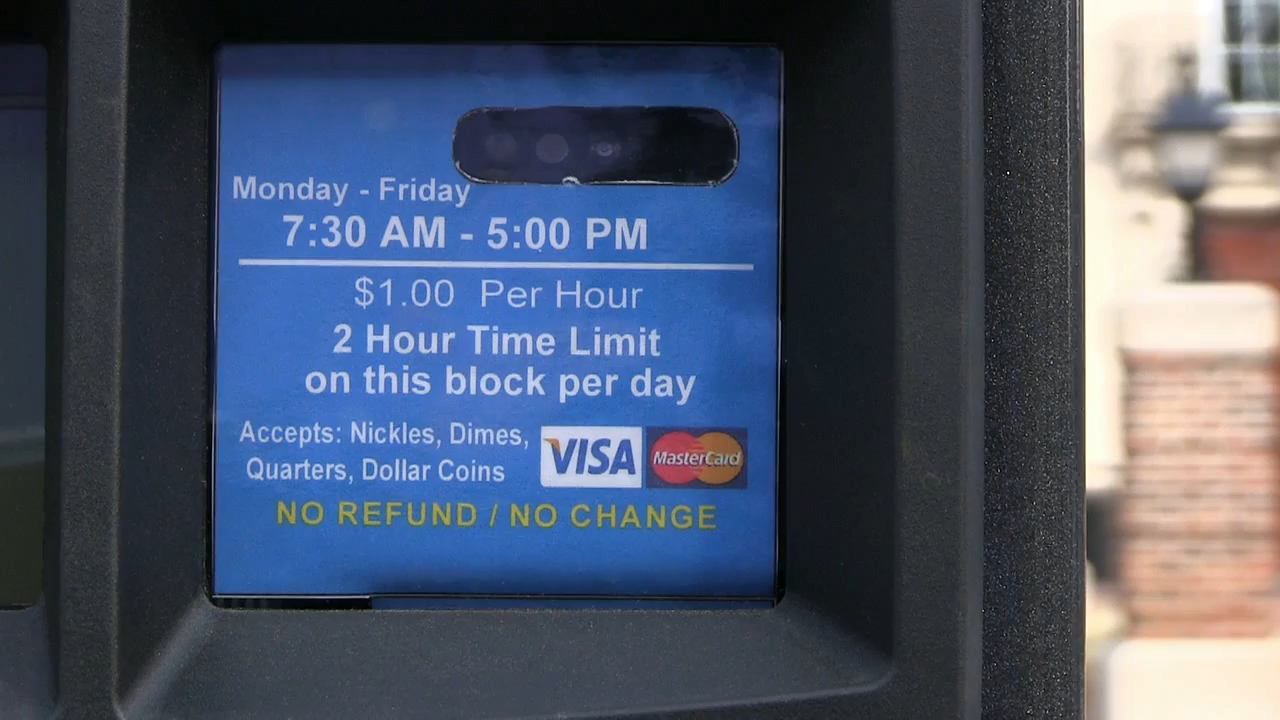 Monday - Friday
7:30 AM - 5:00 PM
$1.00 Per Hour
2 Hour Time Limit
on this block per day
Accepts: Nickles, Dimes,
Quarters, Dollar Coins
VISA MasterCard
NO REFUND / NO CHANGE